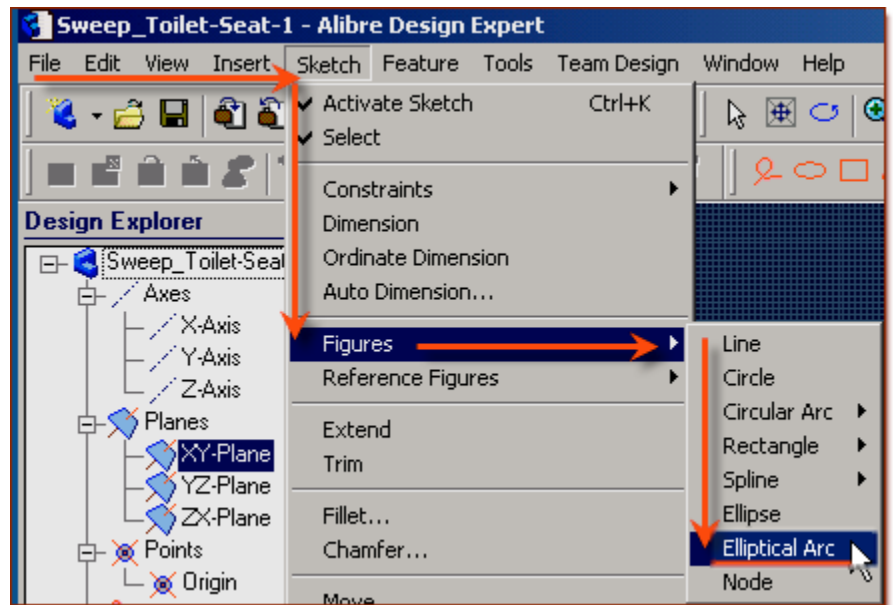 Sweep_Toilet-Seat-1 - Alibre Design Expert
File Edit View Insert Sketch Feature Tools Team Design Window Help
Activate Sketch Ctrl+K
Select
Constraints
Dimension
Ordinate Dimension
Auto Dimension...
Figures
Reference Figures
Extend
Trim
Fillet...
Chamfer...
Move
Line
Circle
Circular Arc
Rectangle
Spline
Ellipse
Elliptical Arc
Node
Design Explorer
Sweep_Toilet-Seat
Axes
X-Axis
Y-Axis
Z-Axis
Planes
XY-Plane
YZ-Plane
ZX-Plane
Points
Origin